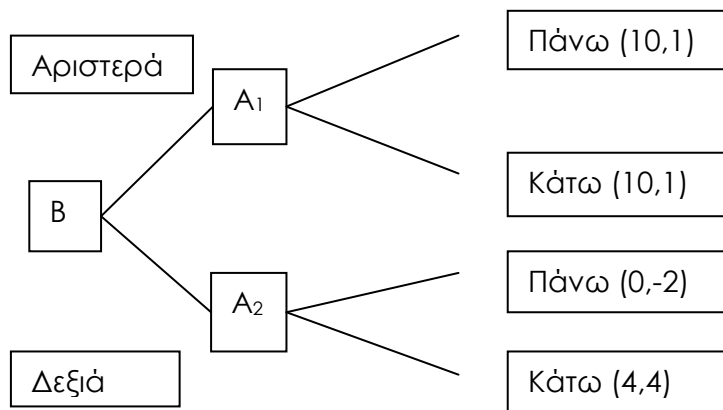 Πάνω (10,1)
Αριστερά
A1
Κάτω (10,1)
B
Πάνω (0,-2)
A2
Δεξιά
Κάτω (4,4)